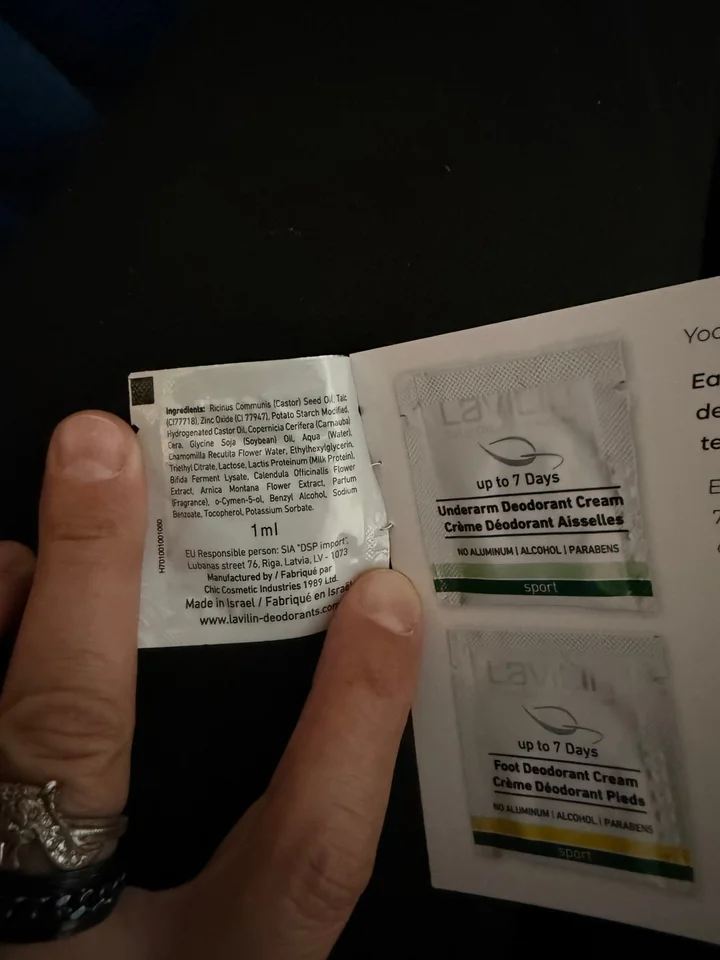 Ingredients: Ricinus Communis (Castor) Seed Oil, Talc
(CI77718), Zinc Oxide (CI 77947), Potato Starch Modified,
Hydrogenated Castor Oil, Copernicia Cerifera (Carnauba)
Cera, Glycine Soja (Soybean) Oil, Aqua (Water),
Chamomilla Recutita Flower Water, Ethylhexylglycerin,
Triethyl Citrate, Lactose, Lactis Proteinum (Milk Protein),
Bifida Ferment Lysate, Calendula Officinalis Flower
Extract, Arnica Montana Flower Extract, Parfum
(Fragrance), o-Cymen-5-ol, Benzyl Alcohol, Sodium
Benzoate, Tocopherol, Potassium Sorbate.
1ml
EU Responsible person: SIA "DSP import",
Lubanas street 76, Riga, Latvia, LV - 1073
Manufactured by / Fabriqué par
Chic Cosmetic Industries 1989 Ltd.
Made in Israel / Fabriqué en Israël
www.lavilin-deodorants.com
H701001001000
Lavilin
up to 7 Days
Underarm Deodorant Cream
Crème Déodorant Aisselles
NO ALUMINUM | ALCOHOL | PARABENS
sport
Lavilin
up to 7 Days
Foot Deodorant Cream
Crème Déodorant Pieds
NO ALUMINUM | ALCOHOL | PARABENS
sport